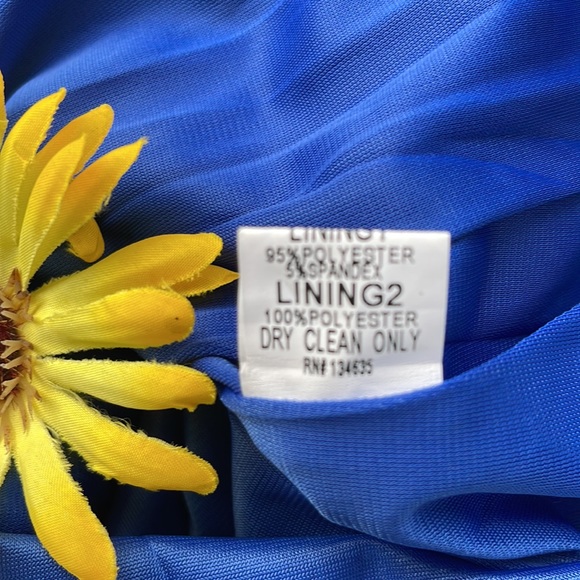 LINING1
95%POLYESTER
5%SPANDEX
LINING2
100%POLYESTER
DRY CLEAN ONLY
RN# 134635